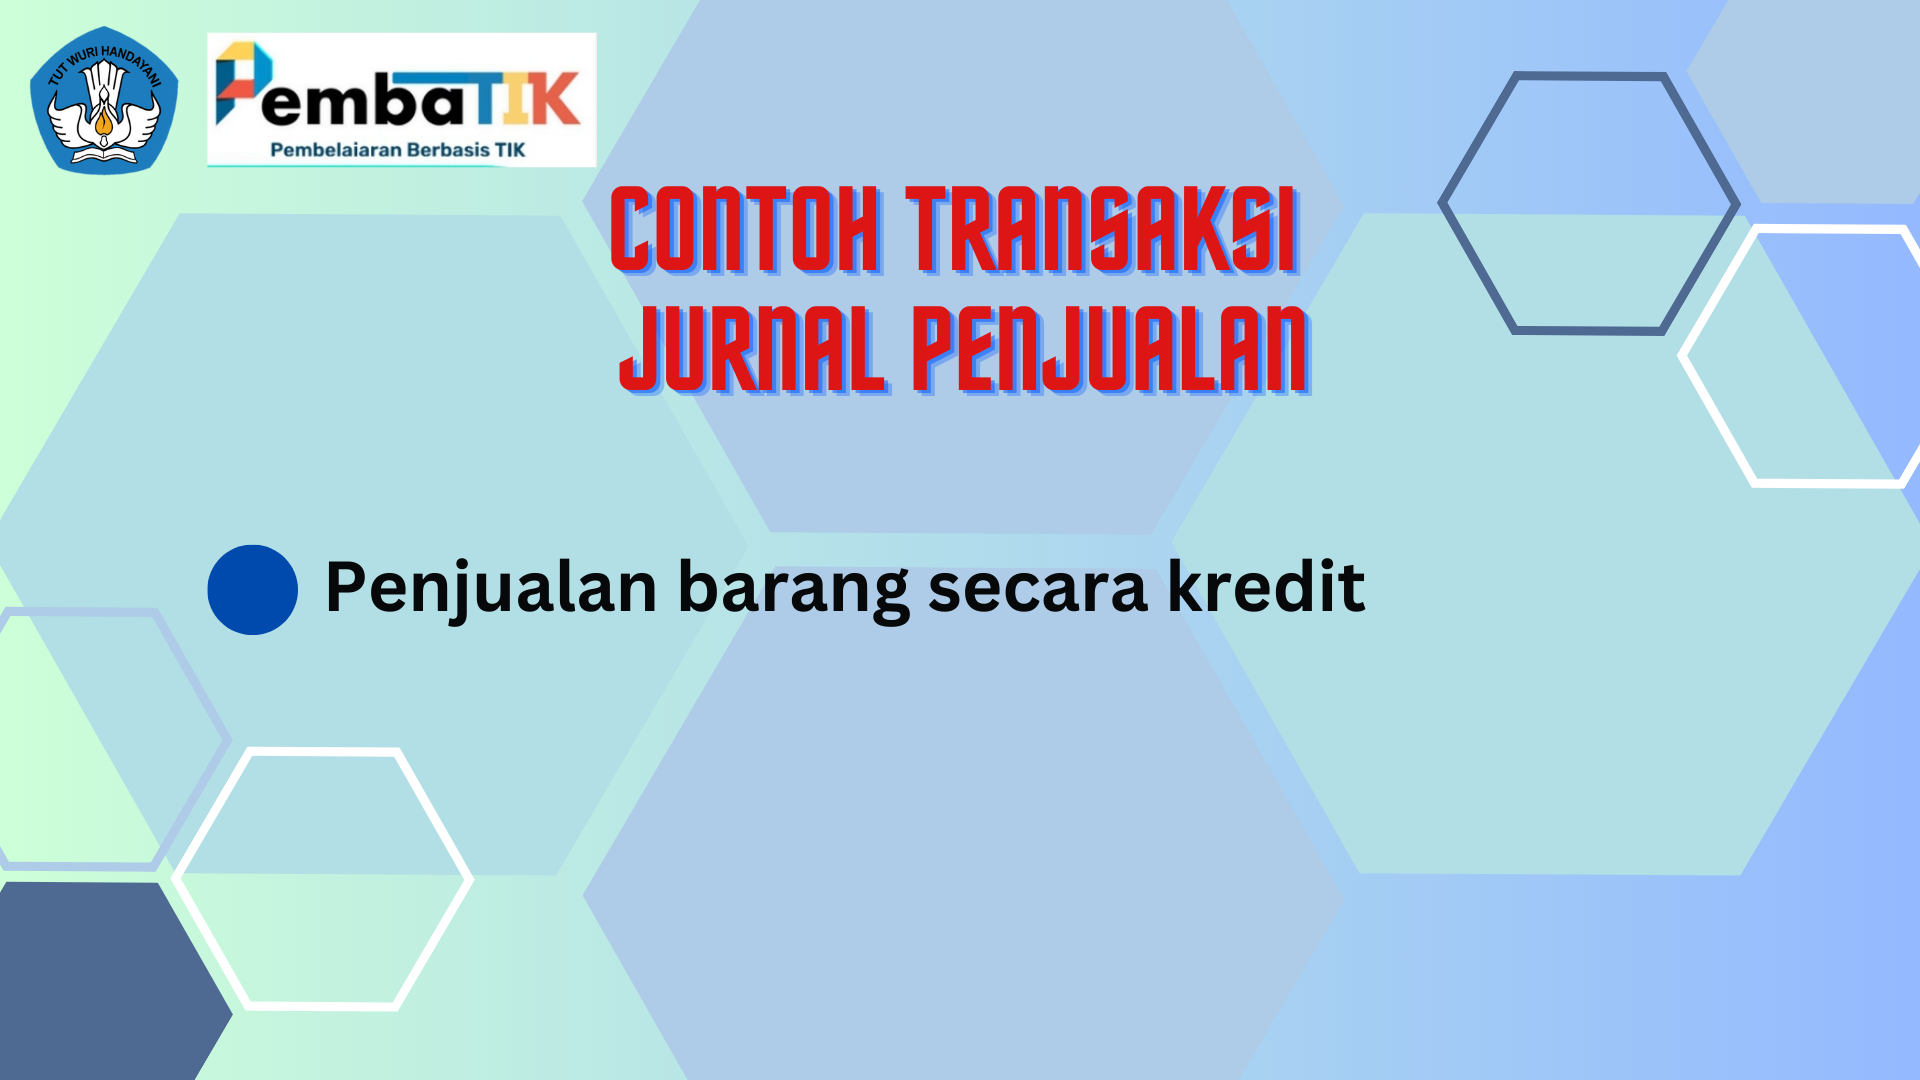 TUT WURI HANDAYANI
PembaTIK
Pembelaiaran Berbasis TIK
CONTOH TRANSAKSI
JURNAL PENJUALAN
Penjualan barang secara kredit